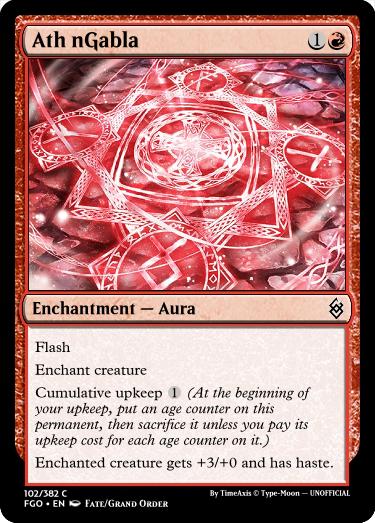 Ath nGabla 1
Enchantment — Aura
Flash
Enchant creature
Cumulative upkeep 1 (At the beginning of
your upkeep, put an age counter on this
permanent, then sacrifice it unless you pay its
upkeep cost for each age counter on it.)
Enchanted creature gets +3/+0 and has haste.
102/382 C
FGO • EN Fate/Grand Order
By TimeAxis © Type-Moon — UNOFFICIAL